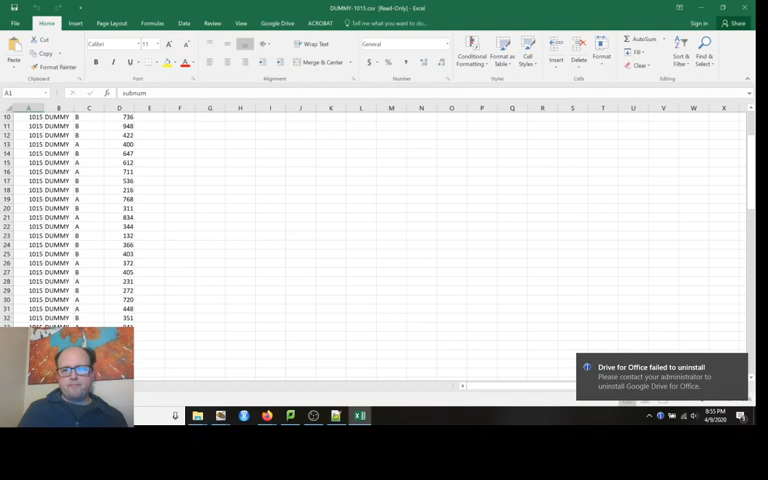 DUMMY-1015.csv [Read-Only] - Excel
Sign in
Share
File Home Insert Page Layout Formulas Data Review View Google Drive ACROBAT Tell me what you want to do...
Cut
Copy
Format Painter
Paste
Clipboard
Calibri 11
B I U
Font
Wrap Text
Merge & Center
Alignment
General
$ % ,
Number
Conditional Formatting
Format as Table
Cell Styles
Styles
Insert Delete Format
Cells
AutoSum
Fill
Clear
Sort & Filter
Find & Select
Editing
A1 fx subnum
A B C D E F G H I J K L M N O P Q R S T U V W X
10 1015 DUMMY B 736
11 1015 DUMMY B 948
12 1015 DUMMY B 422
13 1015 DUMMY A 400
14 1015 DUMMY B 647
15 1015 DUMMY A 612
16 1015 DUMMY A 711
17 1015 DUMMY B 536
18 1015 DUMMY B 216
19 1015 DUMMY A 768
20 1015 DUMMY B 311
21 1015 DUMMY A 834
22 1015 DUMMY A 344
23 1015 DUMMY B 132
24 1015 DUMMY B 366
25 1015 DUMMY B 403
26 1015 DUMMY A 372
27 1015 DUMMY B 405
28 1015 DUMMY A 231
29 1015 DUMMY B 272
30 1015 DUMMY A 720
31 1015 DUMMY A 448
32 1015 DUMMY B 351
Drive for Office failed to uninstall
Please contact your administrator to
uninstall Google Drive for Office.
8:55 PM
4/9/2020